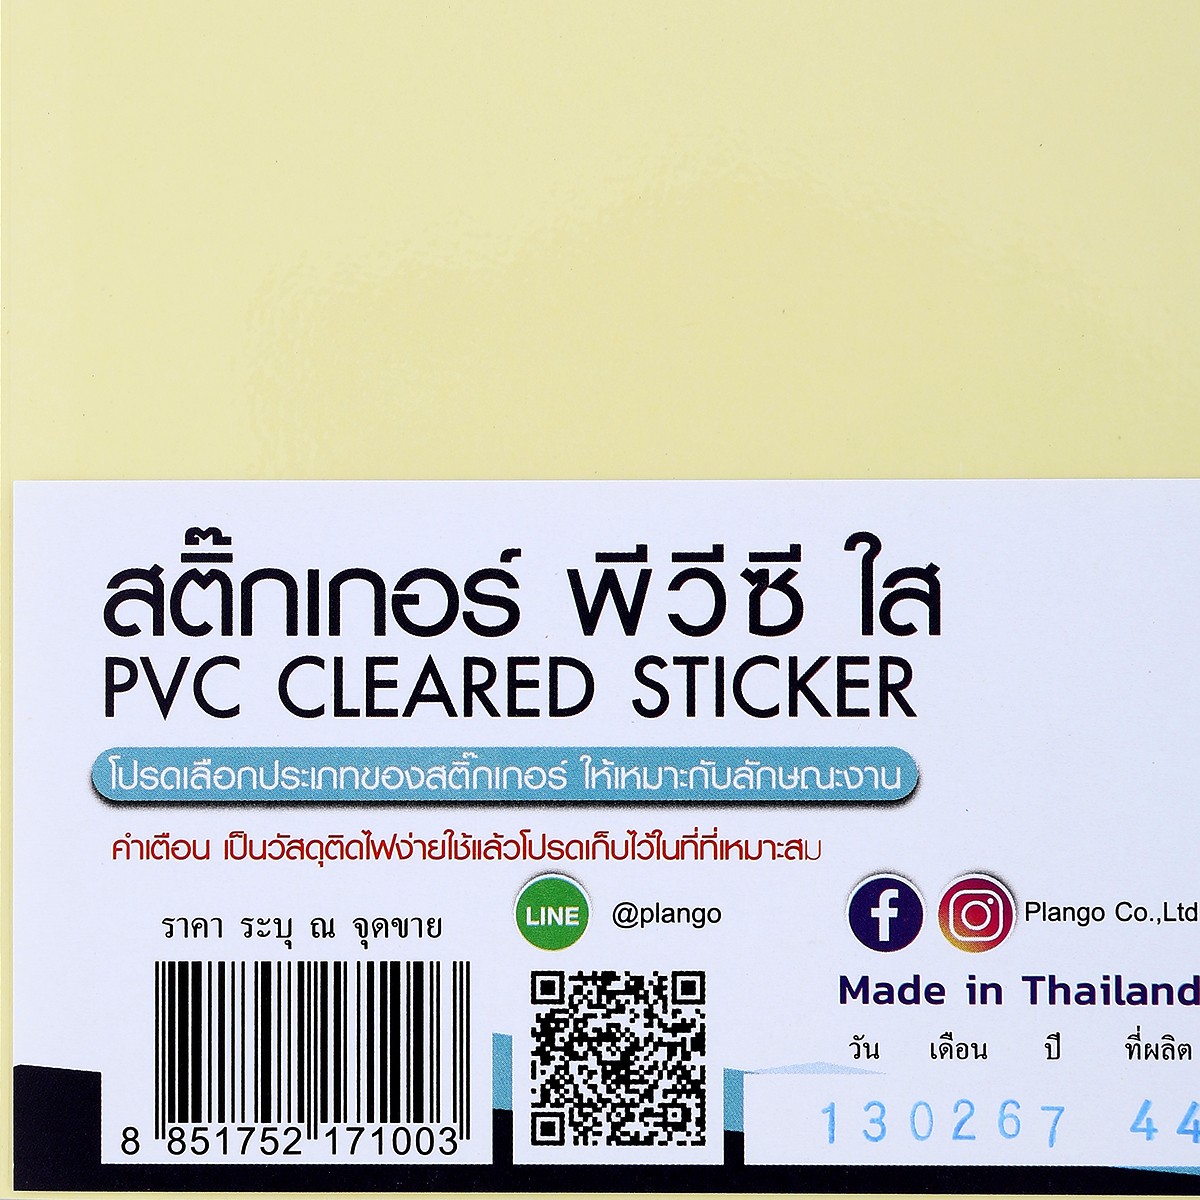 สติ๊กเกอร์ พีวีซี ใส
PVC CLEARED STICKER
โปรดเลือกประเภทของสติ๊กเกอร์ ให้เหมาะกับลักษณะงาน
คำเตือน เป็นวัสดุติดไฟง่ายใช้แล้วโปรดเก็บไว้ในที่ที่เหมาะสม
ราคา ระบุ ณ จุดขาย
LINE @plango
Plango Co.,Ltd
Made in Thailand
วัน เดือน ปี ที่ผลิต
130267 44
8 851752 171003